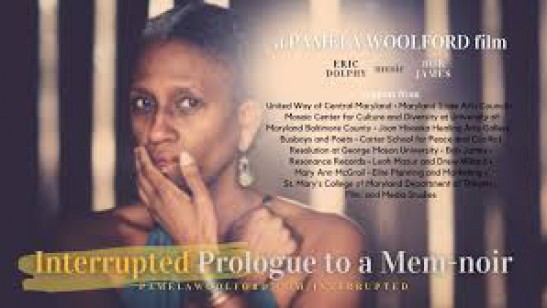 a PAMELA WOOLFORD film
ERIC DOLPHY music BOB JAMES
support from
United Way of Central Maryland • Maryland State Arts Council •
Mosaic Center for Culture and Diversity at University of
Maryland Baltimore County • Joan Hisaoka Healing Arts Gallery
Busboys and Poets • Carter School for Peace and Conflict
Resolution at George Mason University • Bob James •
Resonance Records • Leah Mazur and Drew •
Mary Ann McGrail • Elite Planning and Marketing •
St. Mary's College of Maryland Department of Theater,
Film, and Media Studies
Interrupted Prologue to a Mem-noir
PAMELAWOOLFORD.COM/INTERRUPTED